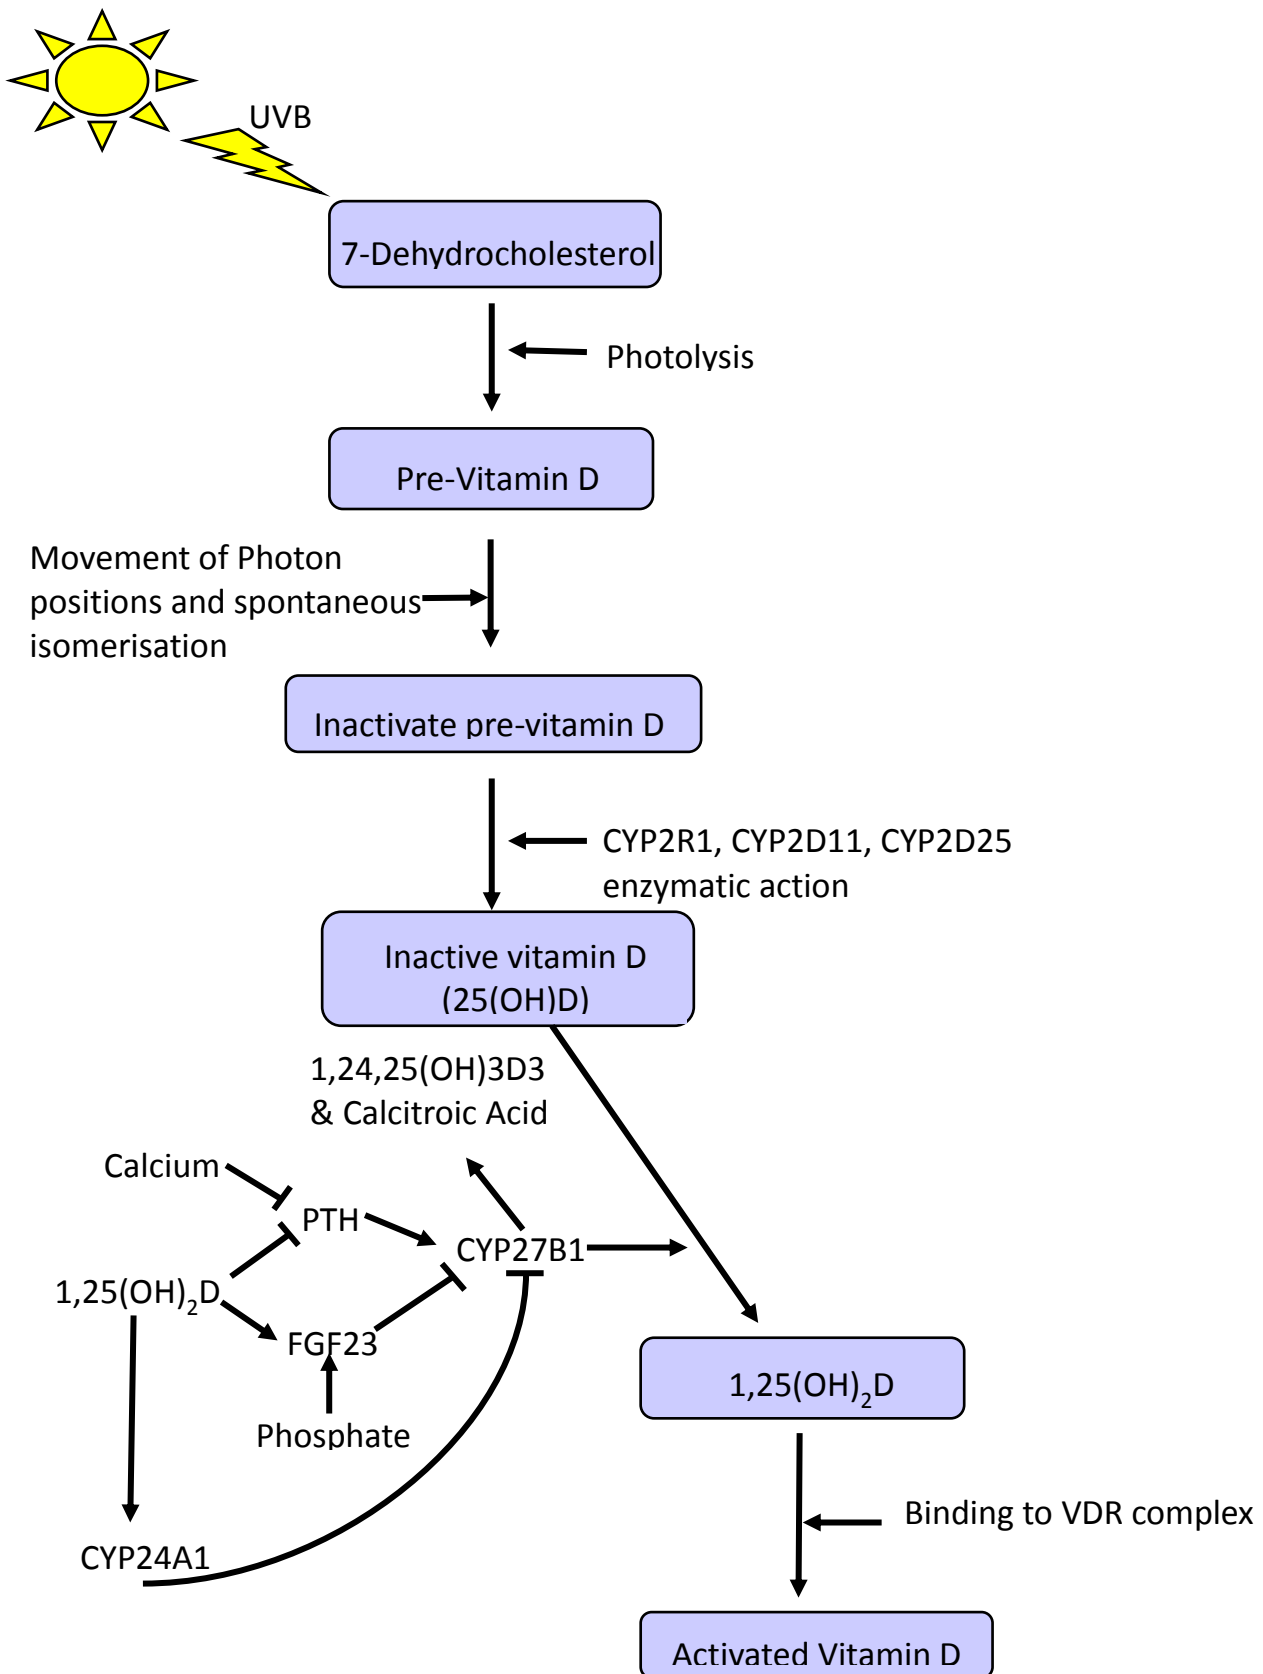 UVB
7-Dehydrocholesterol
Photolysis
Pre-Vitamin D
Movement of Photon
positions and spontaneous
isomerisation
Inactivate pre-vitamin D
CYP2R1, CYP2D11, CYP2D25
enzymatic action
Inactive vitamin D
(25(OH)D)
1,24,25(OH)3D3
& Calcitroic Acid
Calcium
PTH
CYP27B1
1,25(OH)₂D
FGF23
Phosphate
CYP24A1
1,25(OH)₂D
Binding to VDR complex
Activated Vitamin D